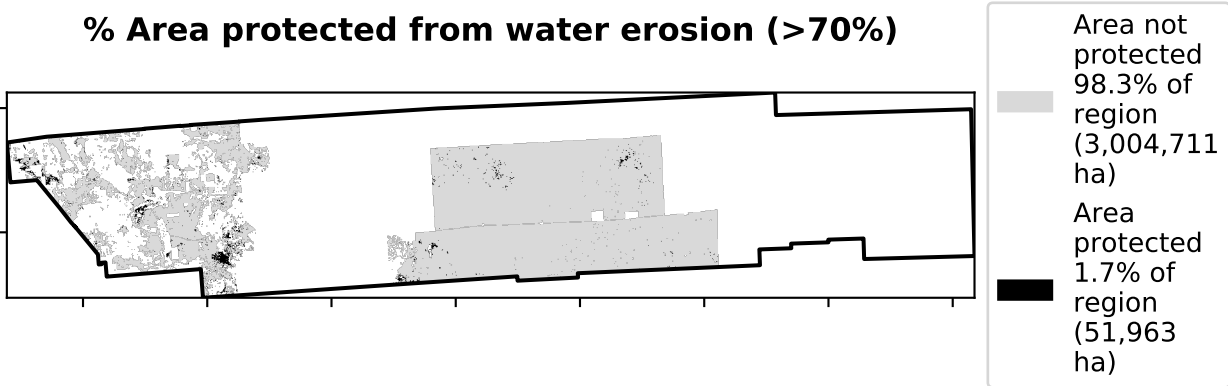 % Area protected from water erosion (>70%)
Area not
protected
98.3% of
region
(3,004,711
ha)
Area
protected
1.7% of
region
(51,963
ha)